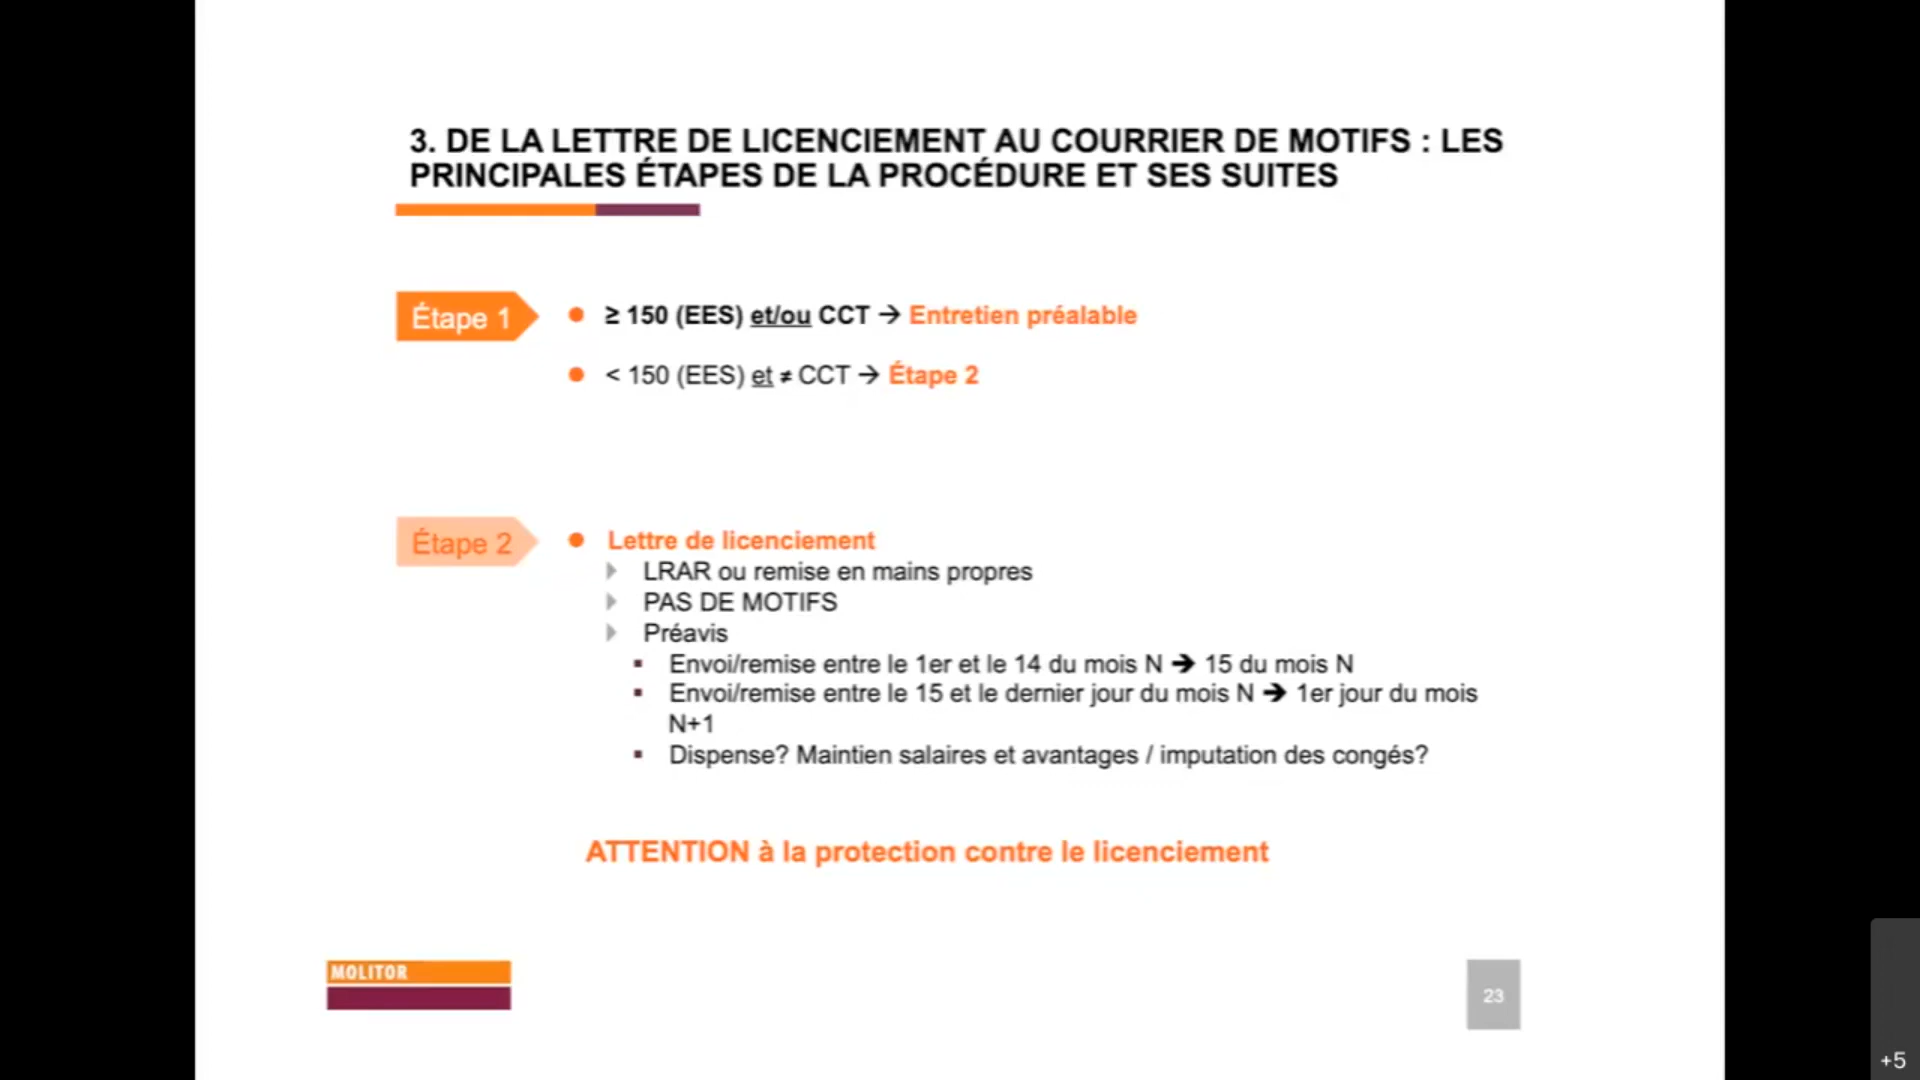 3. DE LA LETTRE DE LICENCIEMENT AU COURRIER DE MOTIFS : LES
PRINCIPALES ÉTAPES DE LA PROCÉDURE ET SES SUITES
Étape 1
≥ 150 (EES) et/ou CCT → Entretien préalable
< 150 (EES) et ≠ CCT → Étape 2
Étape 2
Lettre de licenciement
LRAR ou remise en mains propres
PAS DE MOTIFS
Préavis
Envoi/remise entre le 1er et le 14 du mois N ➔ 15 du mois N
Envoi/remise entre le 15 et le dernier jour du mois N ➔ 1er jour du mois
N+1
Dispense? Maintien salaires et avantages / imputation des congés?
ATTENTION à la protection contre le licenciement
MOLITOR
23
+5